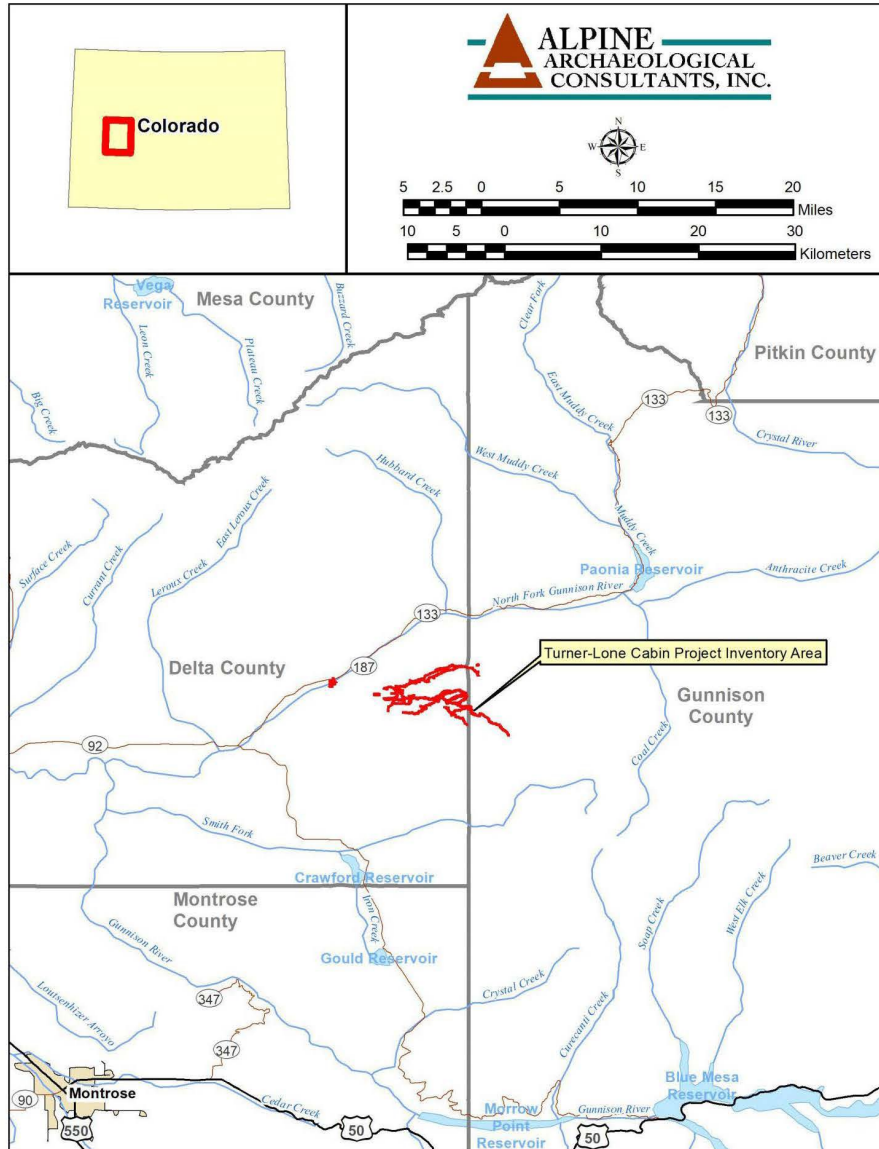 Colorado
ALPINE
ARCHAEOLOGICAL
CONSULTANTS, INC.
N
W
E
S
5 2.5 0 5 10 15 20
Miles
10 5 0 10 20 30
Kilometers
Vega
Reservoir
Mesa County
Buzzard Creek
Leon Creek
Plateau Creek
Big Creek
Clear Fork
Pitkin County
East Muddy Creek
133
133
Crystal River
West Muddy Creek
Hubbard Creek
East Leroux Creek
Leroux Creek
Currant Creek
Surface Creek
Muddy Creek
Paonia Reservoir
Anthracite Creek
North Fork Gunnison River
133
187
Delta County
Turner-Lone Cabin Project Inventory Area
Gunnison
County
92
Coal Creek
Smith Fork
Crawford Reservoir
Beaver Creek
Montrose
County
Iron Creek
Gunnison River
Gould Reservoir
Soap Creek
West Elk Creek
Crystal Creek
Curecanti Creek
347
Loutsenhizer Arroyo
347
Montrose
90
550
Cedar Creek
50
Blue Mesa
Reservoir
Morrow
Point
Reservoir
Gunnison River
50